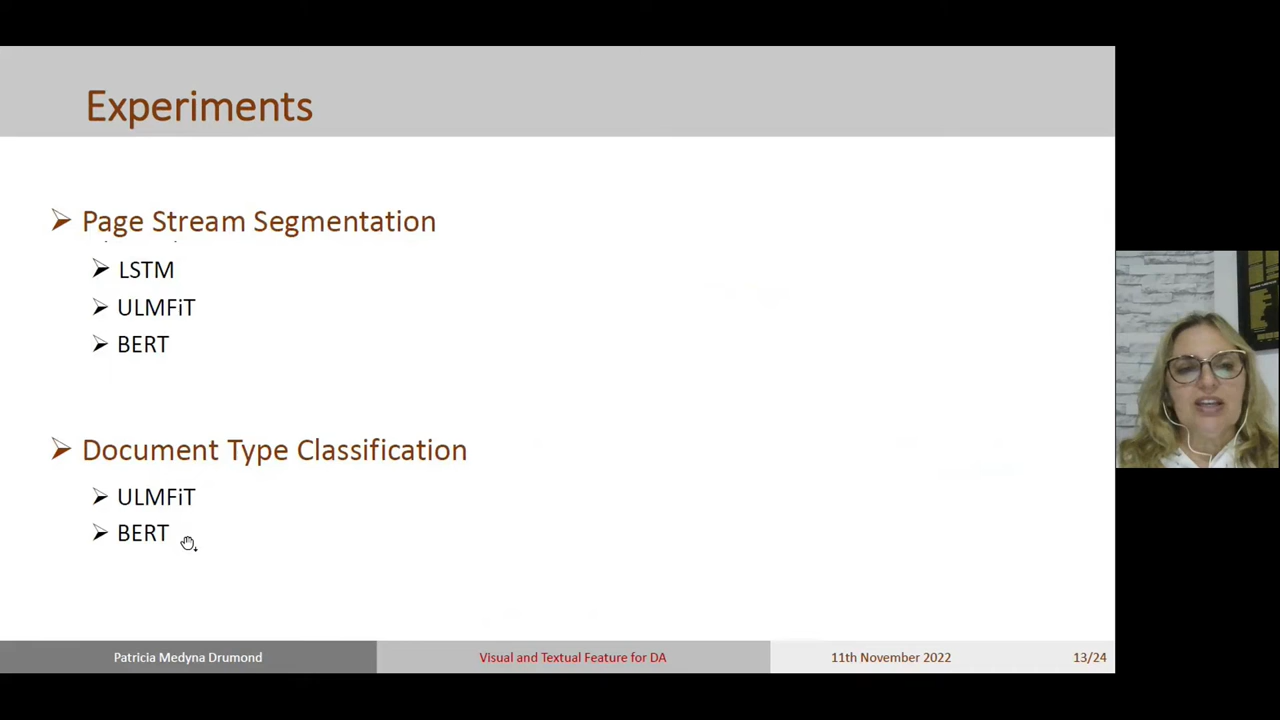 Experiments
Page Stream Segmentation
LSTM
ULMFiT
BERT
Document Type Classification
ULMFiT
BERT
Patricia Medyna Drumond
Visual and Textual Feature for DA
11th November 2022
13/24